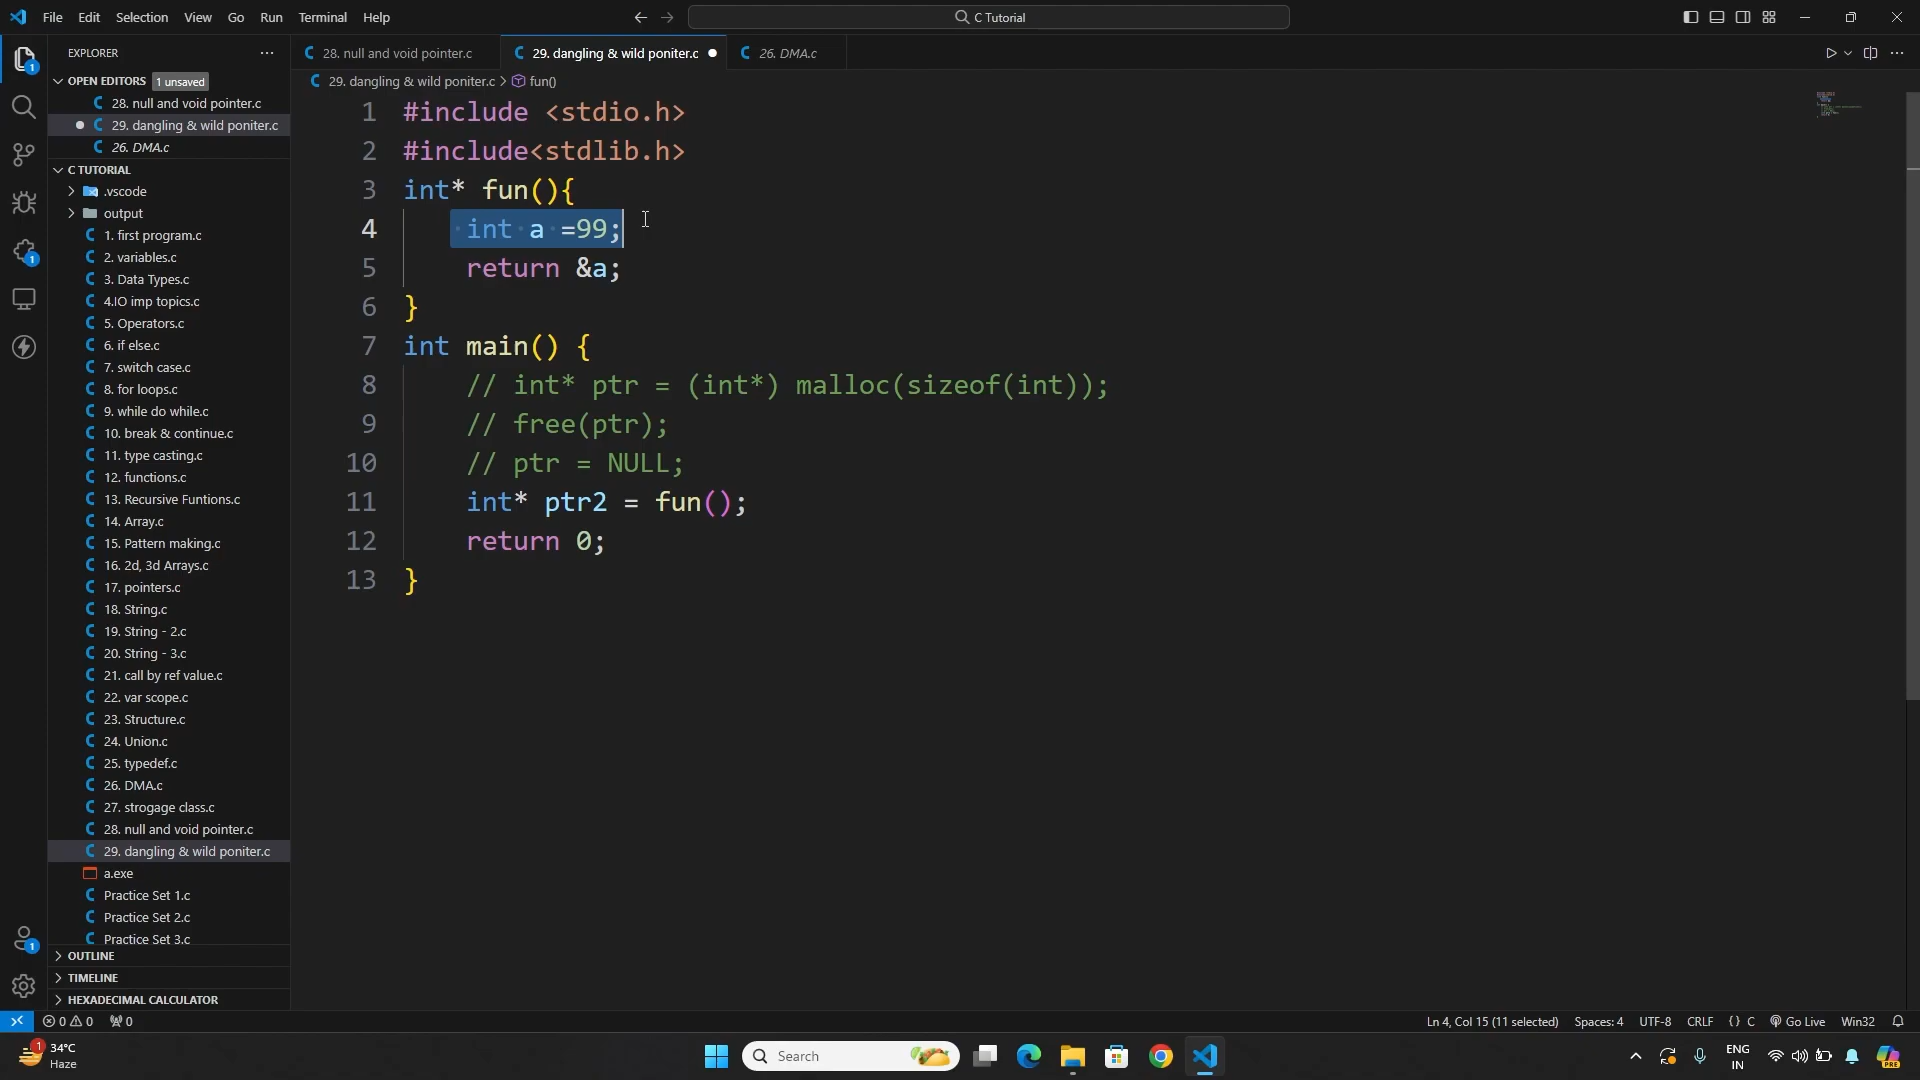 File Edit Selection View Go Run Terminal Help
C Tutorial
EXPLORER
OPEN EDITORS 1 unsaved
28. null and void pointer.c
29. dangling & wild poniter.c
26. DMA.c
C TUTORIAL
.vscode
output
1. first program.c
2. variables.c
3. Data Types.c
4.IO imp topics.c
5. Operators.c
6. if else.c
7. switch case.c
8. for loops.c
9. while do while.c
10. break & continue.c
11. type casting.c
12. functions.c
13. Recursive Funtions.c
14. Array.c
15. Pattern making.c
16. 2d, 3d Arrays.c
17. pointers.c
18. String.c
19. String - 2.c
20. String - 3.c
21. call by ref value.c
22. var scope.c
23. Structure.c
24. Union.c
25. typedef.c
26. DMA.c
27. strogage class.c
28. null and void pointer.c
29. dangling & wild poniter.c
a.exe
Practice Set 1.c
Practice Set 2.c
Practice Set 3.c
OUTLINE
TIMELINE
HEXADECIMAL CALCULATOR
28. null and void pointer.c 29. dangling & wild poniter.c 26. DMA.c
29. dangling & wild poniter.c > fun()
1 #include <stdio.h>
2 #include<stdlib.h>
3 int* fun(){
4 int a =99;
5 return &a;
6 }
7 int main() {
8 // int* ptr = (int*) malloc(sizeof(int));
9 // free(ptr);
10 // ptr = NULL;
11 int* ptr2 = fun();
12 return 0;
13 }
0 0 0 Ln 4, Col 15 (11 selected) Spaces: 4 UTF-8 CRLF {} C Go Live Win32
1 34°C
Haze
Search
ENG
IN
PRE